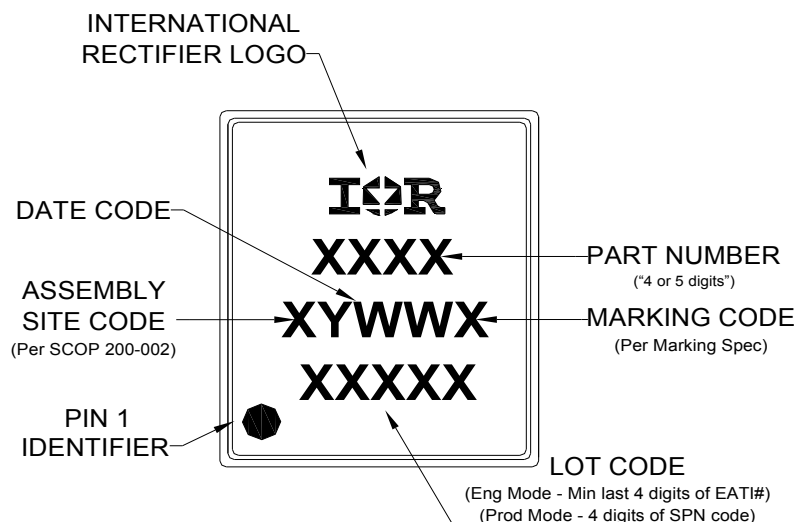 INTERNATIONAL
RECTIFIER LOGO
IOR
DATE CODE
XXXX
PART NUMBER
(“4 or 5 digits”)
ASSEMBLY
SITE CODE
(Per SCOP 200-002)
XYWWX
MARKING CODE
(Per Marking Spec)
XXXXX
PIN 1
IDENTIFIER
LOT CODE
(Eng Mode - Min last 4 digits of EATI#)
(Prod Mode - 4 digits of SPN code)